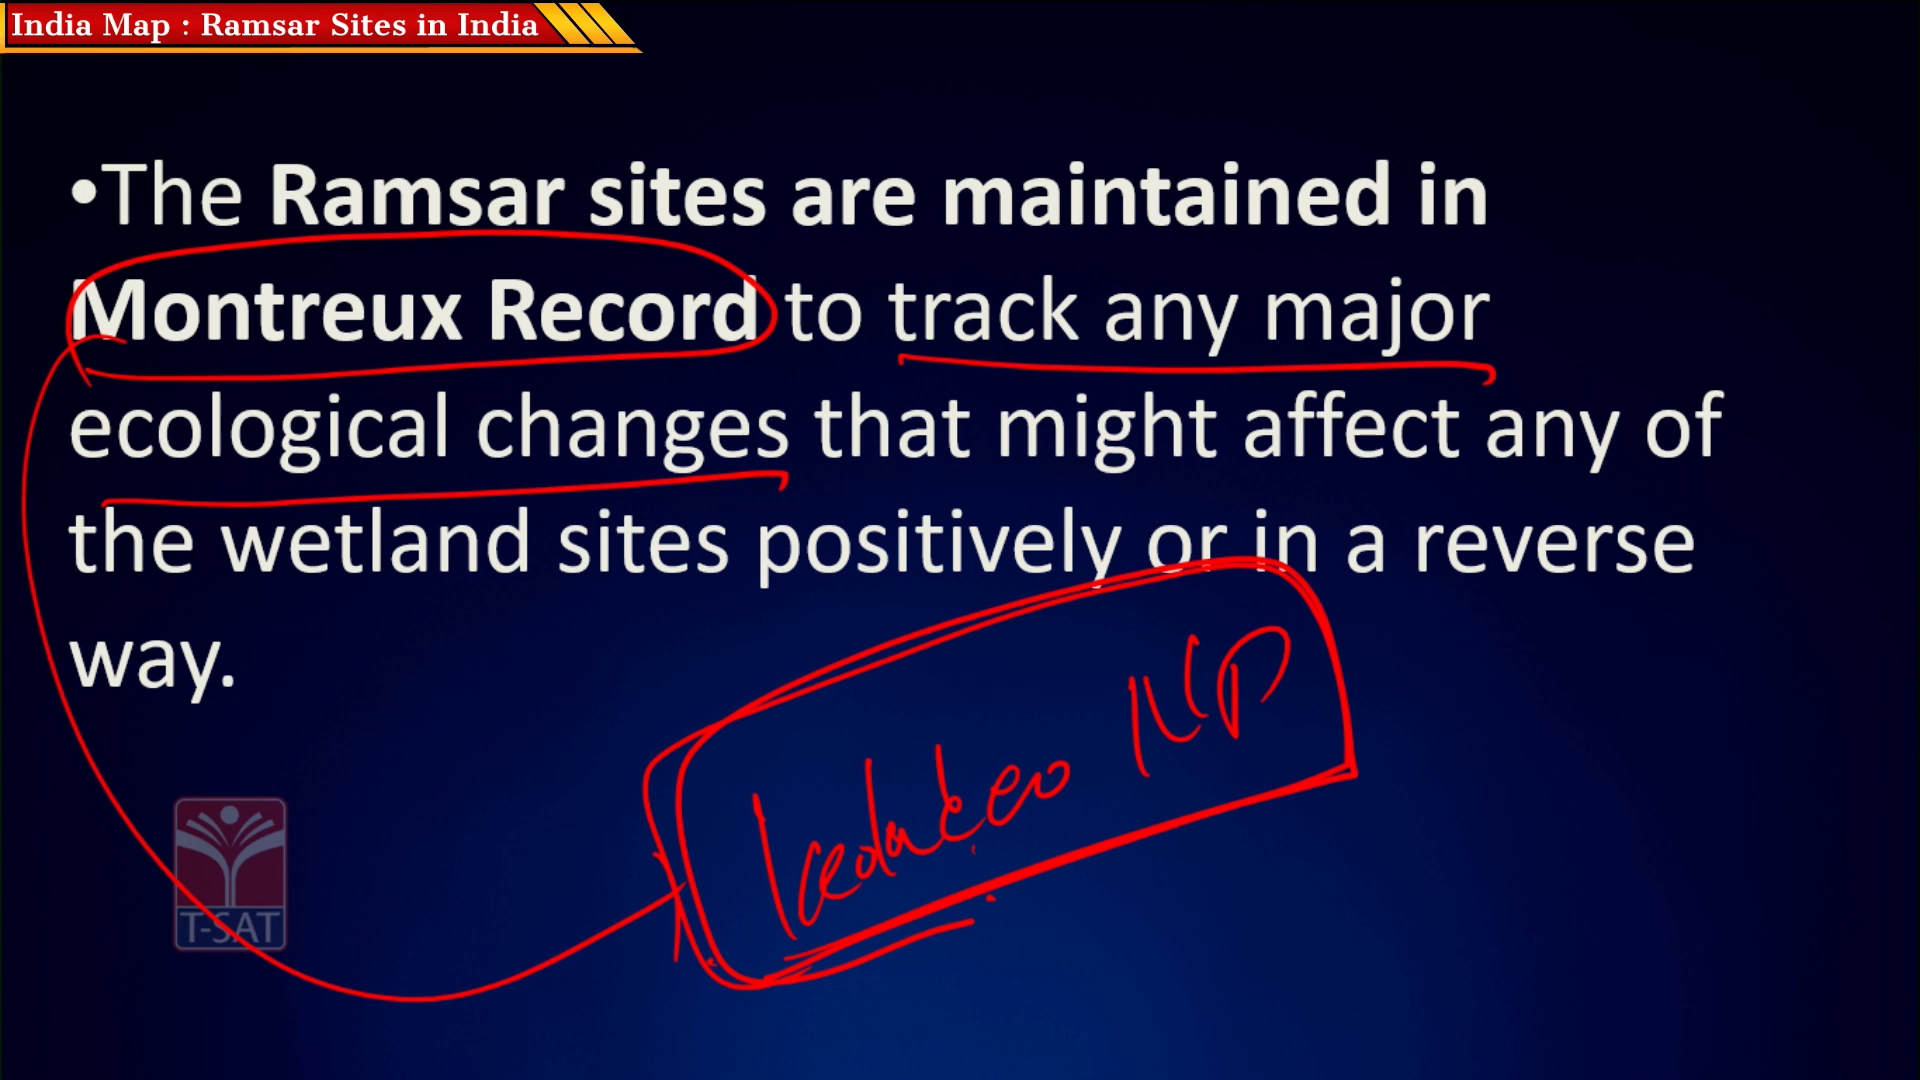 India Map : Ramsar Sites in India
•The Ramsar sites are maintained in
Montreux Record to track any major
ecological changes that might affect any of
the wetland sites positively or in a reverse
way.
NP
T-SAT